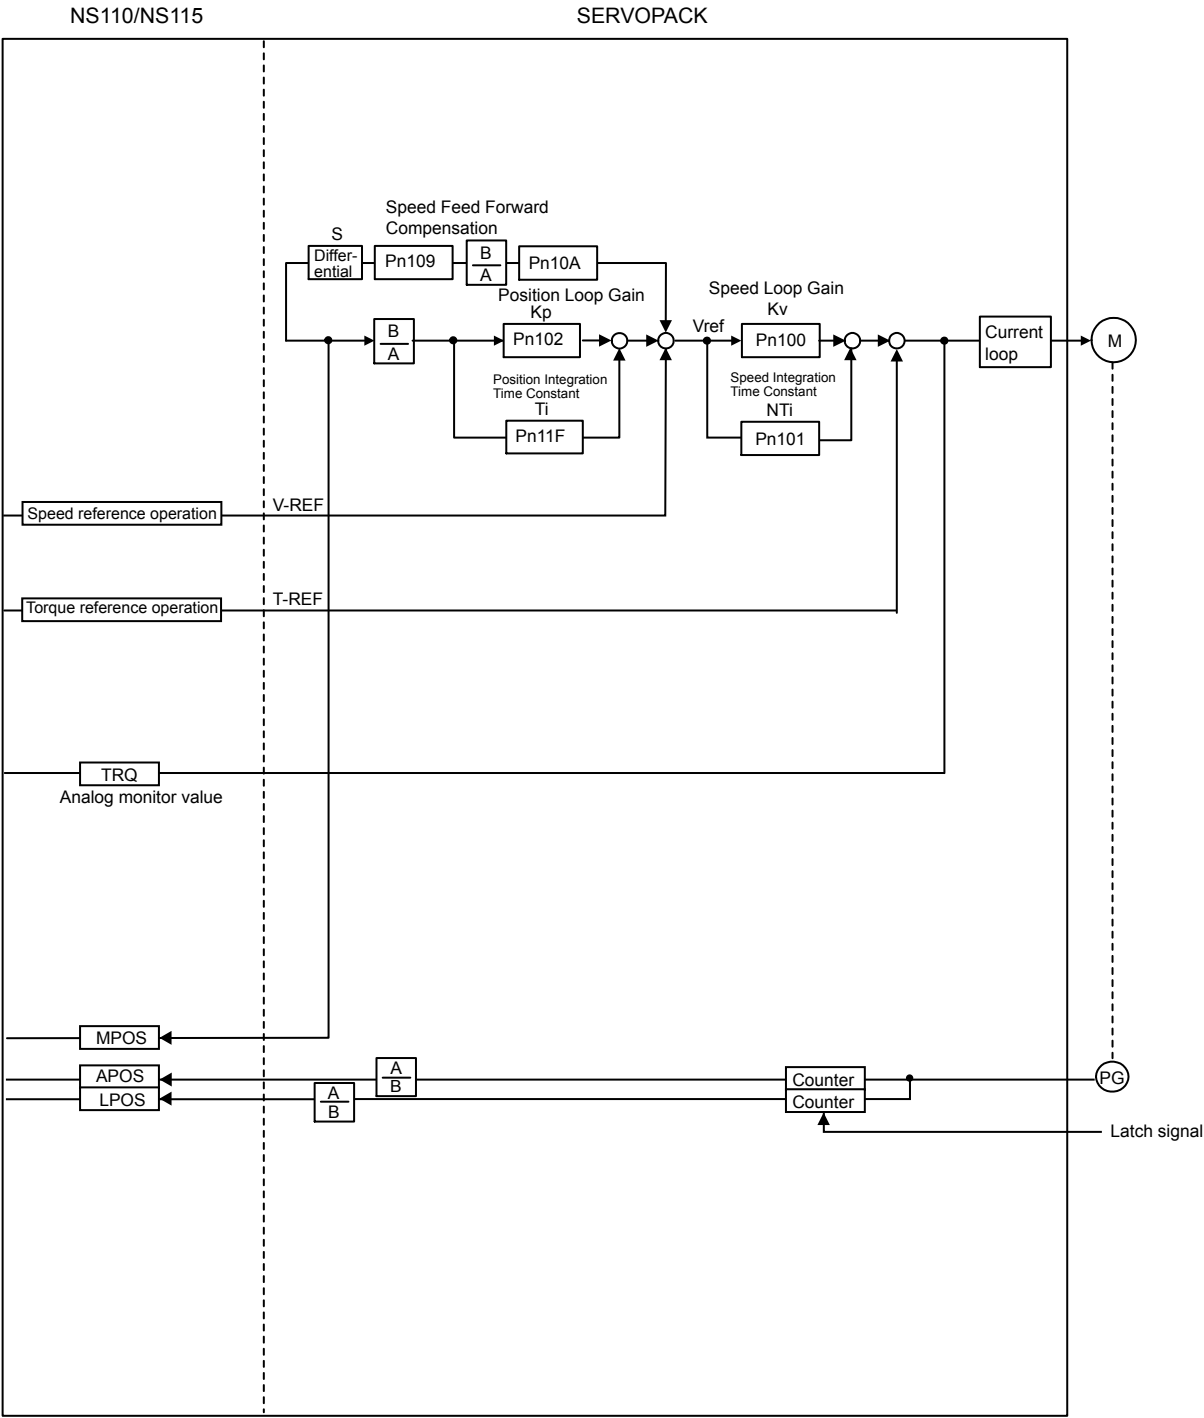 NS110/NS115
SERVOPACK
Speed Feed Forward
Compensation
S
Differ-
ential
Pn109
B
A
Pn10A
Position Loop Gain
Kp
Speed Loop Gain
Kv
B
A
Pn102
Vref
Pn100
Current
loop
M
Position Integration
Time Constant
Ti
Pn11F
Speed Integration
Time Constant
NTi
Pn101
Speed reference operation
V-REF
Torque reference operation
T-REF
TRQ
Analog monitor value
MPOS
APOS
A
B
Counter
PG
LPOS
A
B
Counter
Latch signal